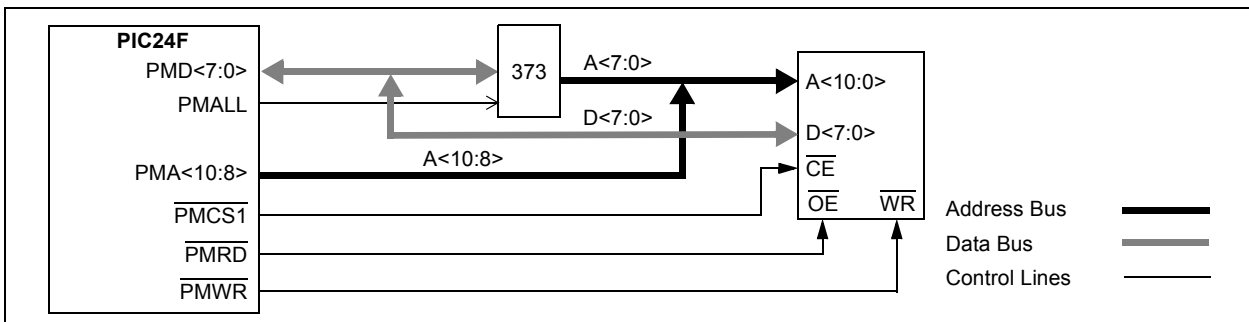 PIC24F
PMD<7:0>
373
A<7:0>
A<10:0>
PMALL
D<7:0>
D<7:0>
A<10:8>
PMA<10:8>
CE
PMCS1
OE
WR
Address Bus
PMRD
Data Bus
PMWR
Control Lines